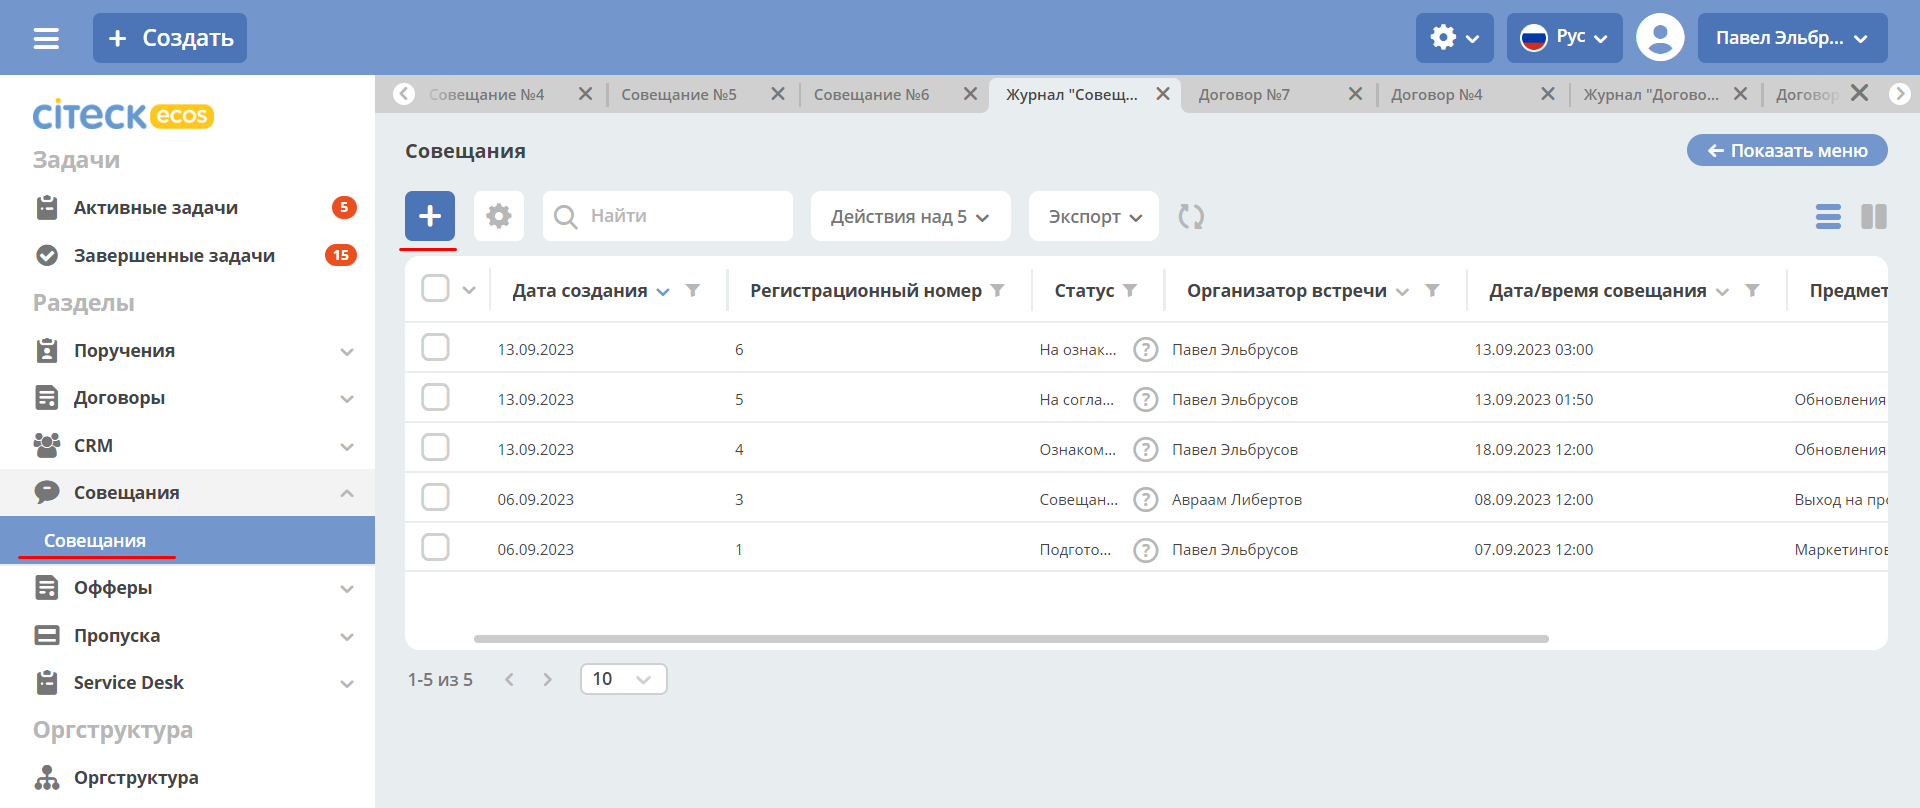 Создать
Рус
Павел Эльбр...
citeck ecos
Задачи
Активные задачи 5
Завершенные задачи 15
Разделы
Поручения
Договоры
CRM
Совещания
Совещания
Офферы
Пропуска
Service Desk
Оргструктура
Оргструктура
Совещание №4
Совещание №5
Совещание №6
Журнал "Совещ...
Договор №7
Договор №4
Журнал "Догово...
Договор
Совещания
Показать меню
Найти
Действия над 5
Экспорт
Дата создания Регистрационный номер Статус Организатор встречи Дата/время совещания Предмет
13.09.2023 6 На ознак... ? Павел Эльбрусов 13.09.2023 03:00
13.09.2023 5 На согла... ? Павел Эльбрусов 13.09.2023 01:50 Обновления
13.09.2023 4 Ознаком... ? Павел Эльбрусов 18.09.2023 12:00 Обновления
06.09.2023 3 Совещан... ? Авраам Либертов 08.09.2023 12:00 Выход на про
06.09.2023 1 Подгото... ? Павел Эльбрусов 07.09.2023 12:00 Маркетингов
1-5 из 5
10